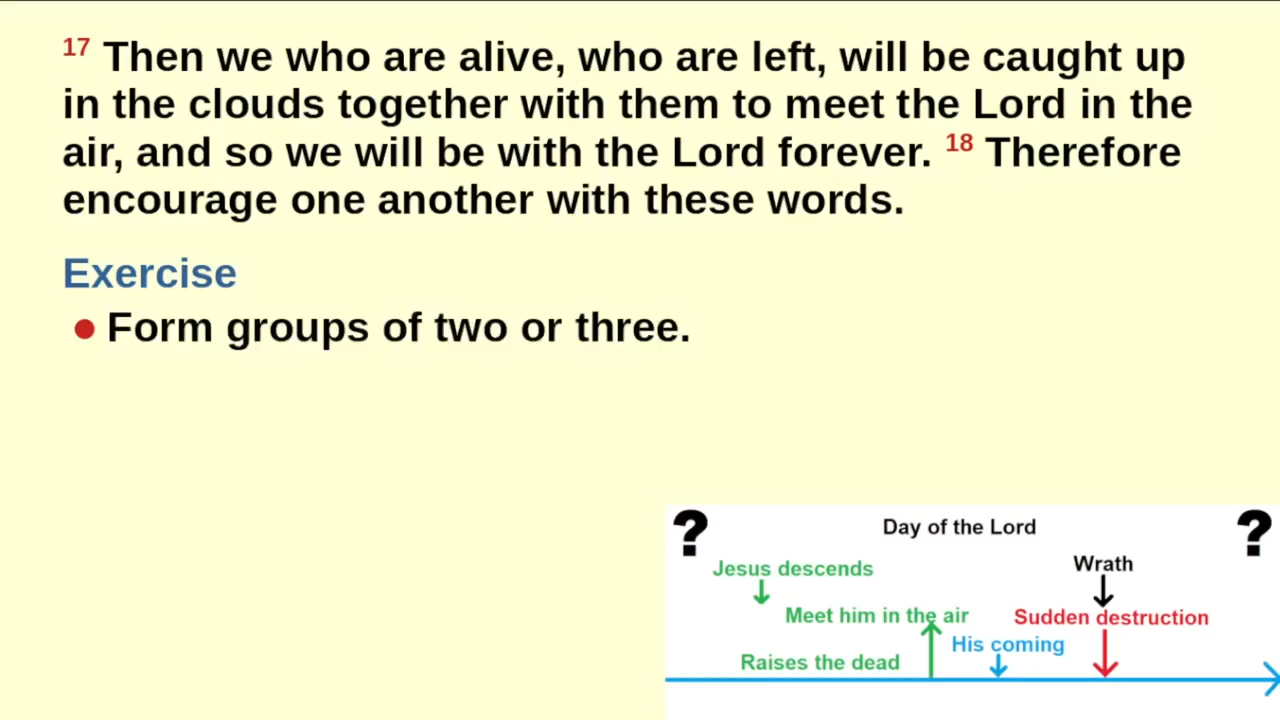 17 Then we who are alive, who are left, will be caught up
in the clouds together with them to meet the Lord in the
air, and so we will be with the Lord forever. 18 Therefore
encourage one another with these words.
Exercise
● Form groups of two or three.
? Day of the Lord ?
Jesus descends
Wrath
Meet him in the air
Sudden destruction
His coming
Raises the dead